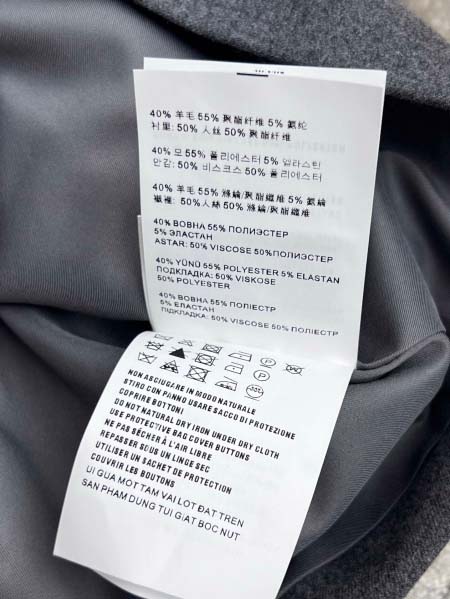 40% 羊毛 55% 聚酯纤维 5% 氨纶
衬里: 50% 人丝 50% 聚酯纤维
40% 모 55% 폴리에스터 5% 엘라스틴
안감: 50% 비스코스 50% 폴리에스터
40% 羊毛 55% 滌綸/聚酯纖維 5% 氨綸
襯裡: 50% 人絲 50% 滌綸/聚酯纖維
40% ВОВНА 55% ПОЛИЭСТЕР
5% ЭЛАСТАН
ASTAR: 50% VISCOSE 50%ПОЛИЭСТЕР
40% YÜNÜ 55% POLYESTER 5% ELASTAN
ПОДКЛАДКА: 50% VISKOSE
50% POLYESTER
40% ВОВНА 55% ПОЛІЕСТР
5% ЕЛАСТАН
ПІДКЛАДКА: 50% VISCOSE 50% ПОЛІЕСТР
NON ASCIUGARE IN MODO NATURALE
STIRO CON PANNO USARE SACCO DI PROTEZIONE
COPRIRE BOTTONI
DO NOT NATURAL DRY IRON UNDER DRY CLOTH
USE PROTECTIVE BAG COVER BUTTONS
NE PAS SÉCHER À L'AIR LIBRE
REPASSER SOUS UN LINGE SEC
UTILISER UN SACHET DE PROTECTION
COUVRIR LES BOUTONS
UI QUA MOT TAM VAI LOT ĐAT TREN
SAN PHAM DUNG TUI GIAT BOC NUT